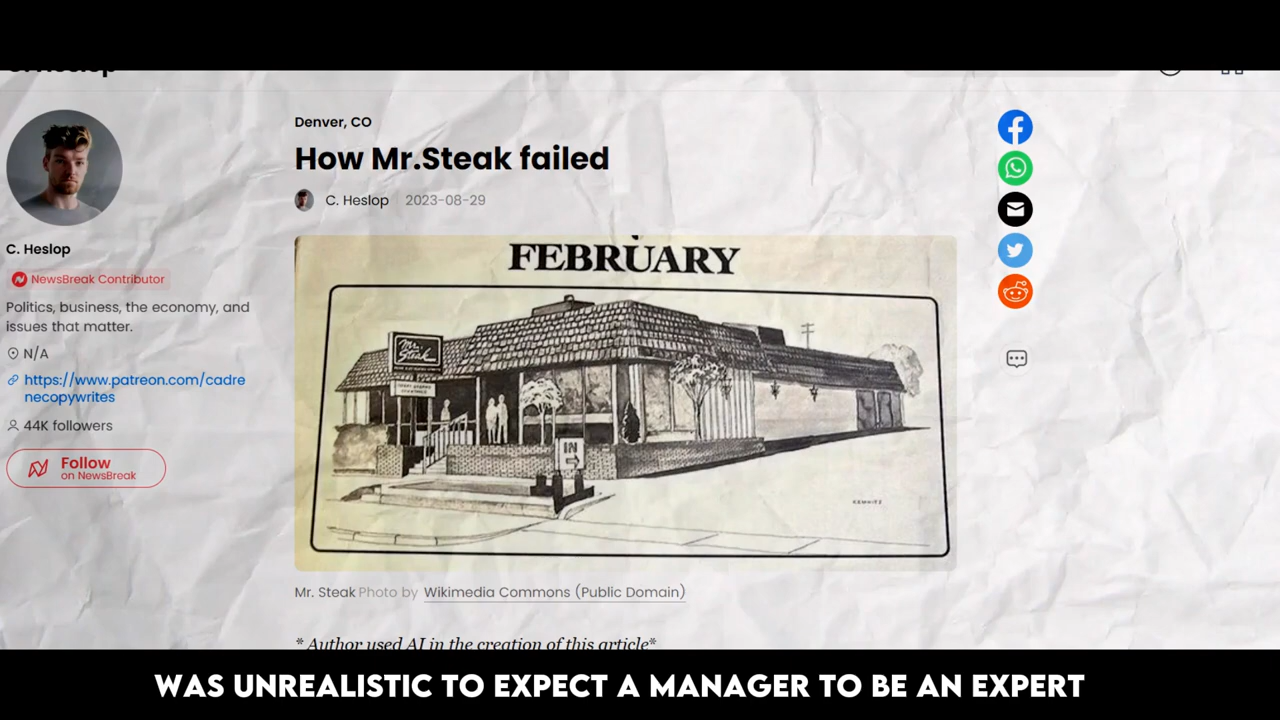 C. Heslop
NewsBreak Contributor
Politics, business, the economy, and
issues that matter.
N/A
https://www.patreon.com/cadre
necopywrites
44K followers
Follow
on NewsBreak
Denver, CO
How Mr.Steak failed
C. Heslop 2023-08-29
FEBRUARY
Mr.
Steak
IN
KEMNITZ
Mr. Steak Photo by Wikimedia Commons (Public Domain)
* Author used AI in the creation of this article*
WAS UNREALISTIC TO EXPECT A MANAGER TO BE AN EXPERT